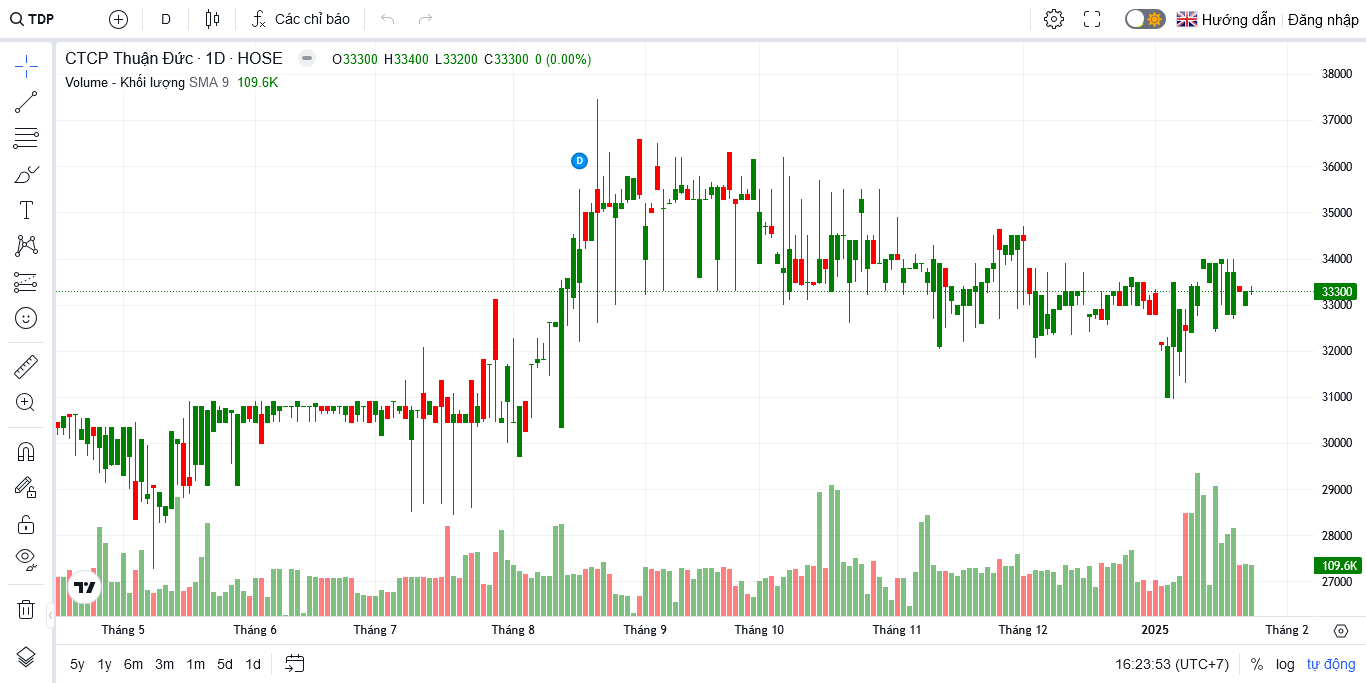 TDP D Các chỉ báo Hướng dẫn Đăng nhập
CTCP Thuận Đức · 1D · HOSE O33300 H33400 L33200 C33300 0 (0.00%)
Volume - Khối lượng SMA 9 109.6K
38000
37000
36000
D
35000
34000
33300
33000
32000
31000
30000
29000
28000
109.6K
27000
Tháng 5 Tháng 6 Tháng 7 Tháng 8 Tháng 9 Tháng 10 Tháng 11 Tháng 12 2025 Tháng 2
5y 1y 6m 3m 1m 5d 1d 16:23:53 (UTC+7) % log tự động